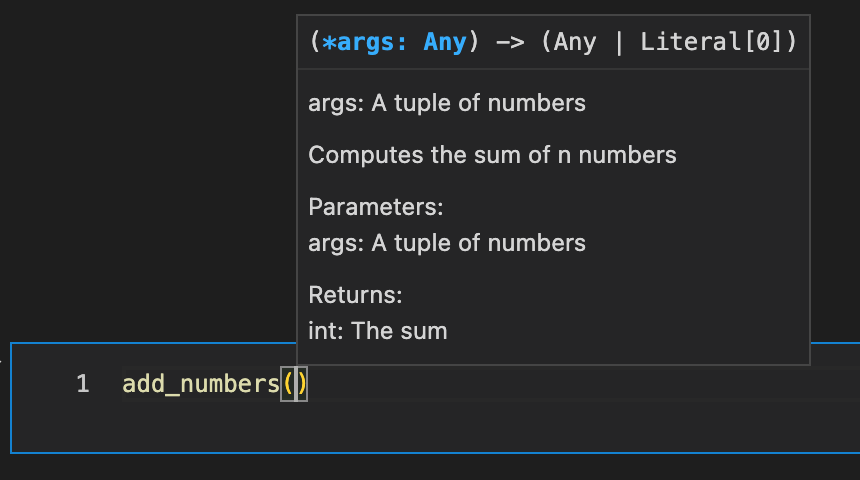 (*args: Any) -> (Any | Literal[0])
args: A tuple of numbers
Computes the sum of n numbers
Parameters:
args: A tuple of numbers
Returns:
int: The sum
1 add_numbers()